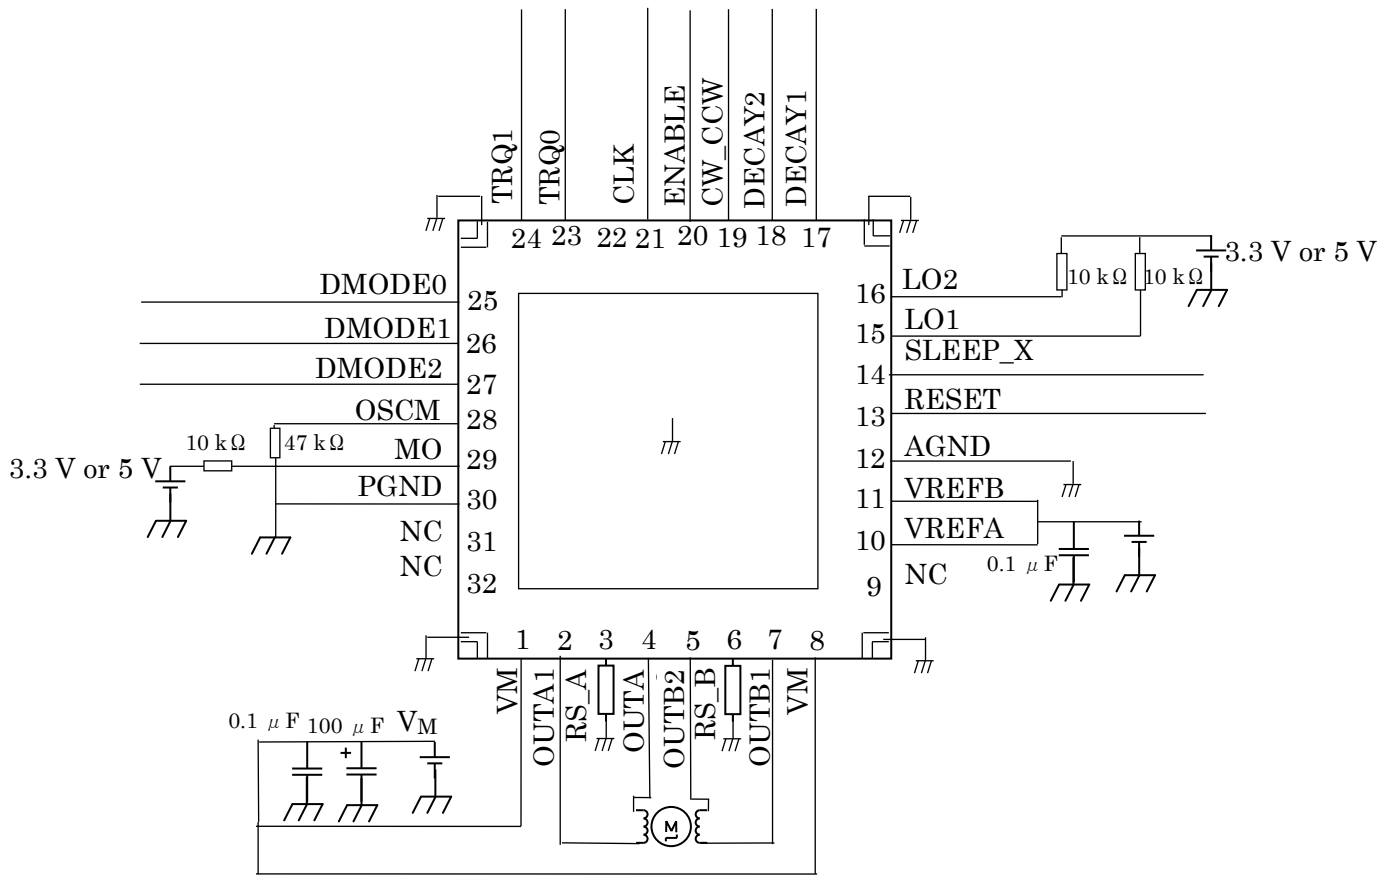 TRQ1
TRQ0
CLK
ENABLE
CW_CCW
DECAY2
DECAY1
24
23
22
21
20
19
18
17
DMODE0
25
DMODE1
26
DMODE2
27
OSCM
28
10 kΩ
47 kΩ
MO
29
3.3 V or 5 V
PGND
30
NC
31
NC
32
3.3 V or 5 V
10 kΩ
10 kΩ
16
LO2
15
LO1
SLEEP_X
14
RESET
13
AGND
12
VREFB
11
VREFA
10
0.1 μF
NC
9
1
2
3
4
5
6
7
8
VM
OUTA1
RS_A
OUTA
OUTB2
RS_B
OUTB1
VM
0.1 μF
100 μF
VM
+
M